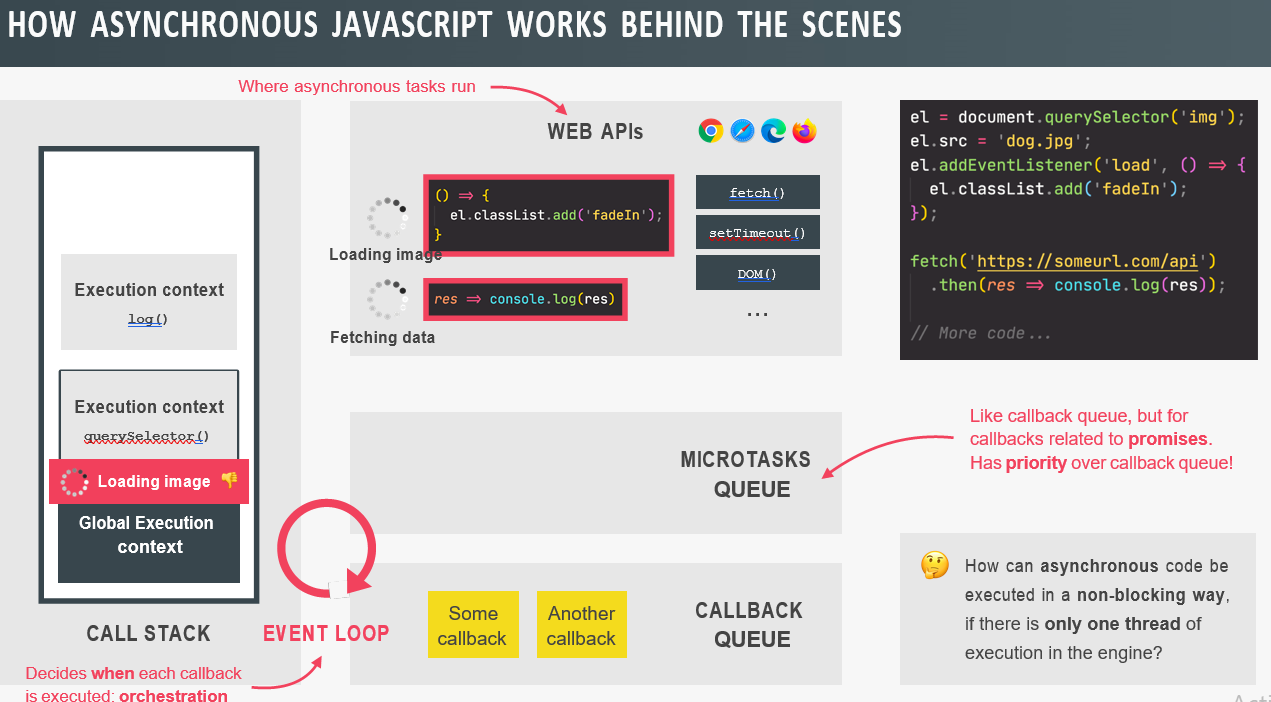 HOW ASYNCHRONOUS JAVASCRIPT WORKS BEHIND THE SCENES
Where asynchronous tasks run
WEB APIs
() => {
el.classList.add('fadeIn');
}
Loading image
res => console.log(res)
Fetching data
fetch()
setTimeout()
DOM()
...
el = document.querySelector('img');
el.src = 'dog.jpg';
el.addEventListener('load', () => {
el.classList.add('fadeIn');
});
fetch('https://someurl.com/api')
.then(res => console.log(res));
// More code...
Execution context
log()
Execution context
querySelector()
Loading image 👎
Global Execution
context
CALL STACK
EVENT LOOP
Decides when each callback
is executed: orchestration
MICROTASKS
QUEUE
Like callback queue, but for
callbacks related to promises.
Has priority over callback queue!
Some
callback
Another
callback
CALLBACK
QUEUE
🤔 How can asynchronous code be
executed in a non-blocking way,
if there is only one thread of
execution in the engine?